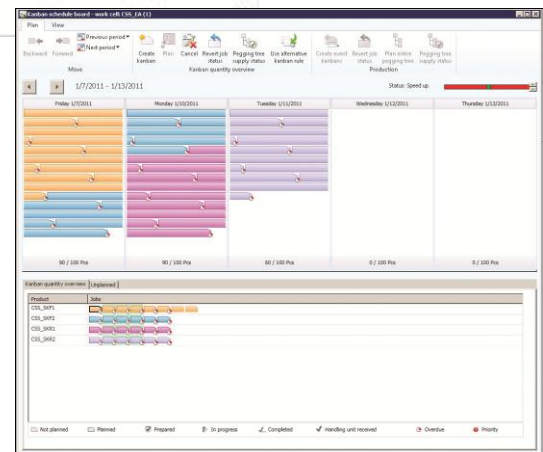 Kanban schedule board - work cell: CSS_EA (1)
Plan View
Backward Forward Previous period Next period
Create kanban Plan Cancel Revert job status Pegging tree supply status Use alternative kanban rule
Create event kanbans Revert job status Plan entire pegging tree Pegging tree supply status
Move Kanban quantity overview Production
1/7/2011 - 1/13/2011 Status: Speed up
Friday 1/7/2011 Monday 1/10/2011 Tuesday 1/11/2011 Wednesday 1/12/2011 Thursday 1/13/2011
90 / 100 Pcs 90 / 100 Pcs 60 / 100 Pcs 0 / 100 Pcs 0 / 100 Pcs
Kanban quantity overview Unplanned
Product Jobs
CSS_SKF1
CSS_SKF2
CSS_SKR1
CSS_SKR2
Not planned Planned Prepared In progress Completed Handling unit received Overdue Priority